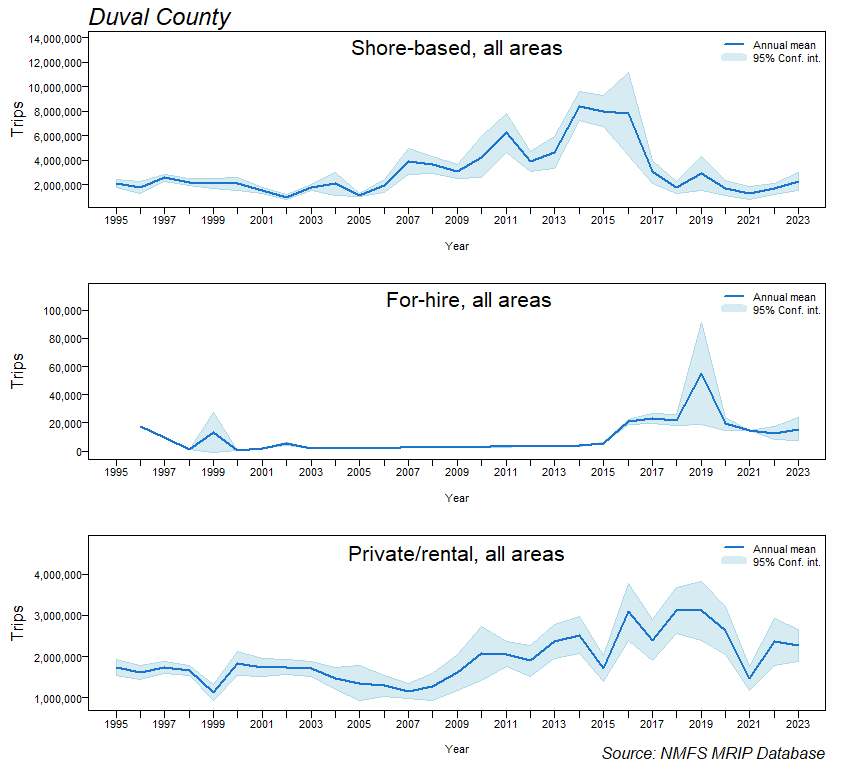 Duval County
Shore-based, all areas
Annual mean
95% Conf. int.
Trips
14,000,000
12,000,000
10,000,000
8,000,000
6,000,000
4,000,000
2,000,000
1995 1997 1999 2001 2003 2005 2007 2009 2011 2013 2015 2017 2019 2021 2023
Year
For-hire, all areas
Annual mean
95% Conf. int.
Trips
100,000
80,000
60,000
40,000
20,000
0
1995 1997 1999 2001 2003 2005 2007 2009 2011 2013 2015 2017 2019 2021 2023
Year
Private/rental, all areas
Annual mean
95% Conf. int.
Trips
4,000,000
3,000,000
2,000,000
1,000,000
1995 1997 1999 2001 2003 2005 2007 2009 2011 2013 2015 2017 2019 2021 2023
Year
Source: NMFS MRIP Database